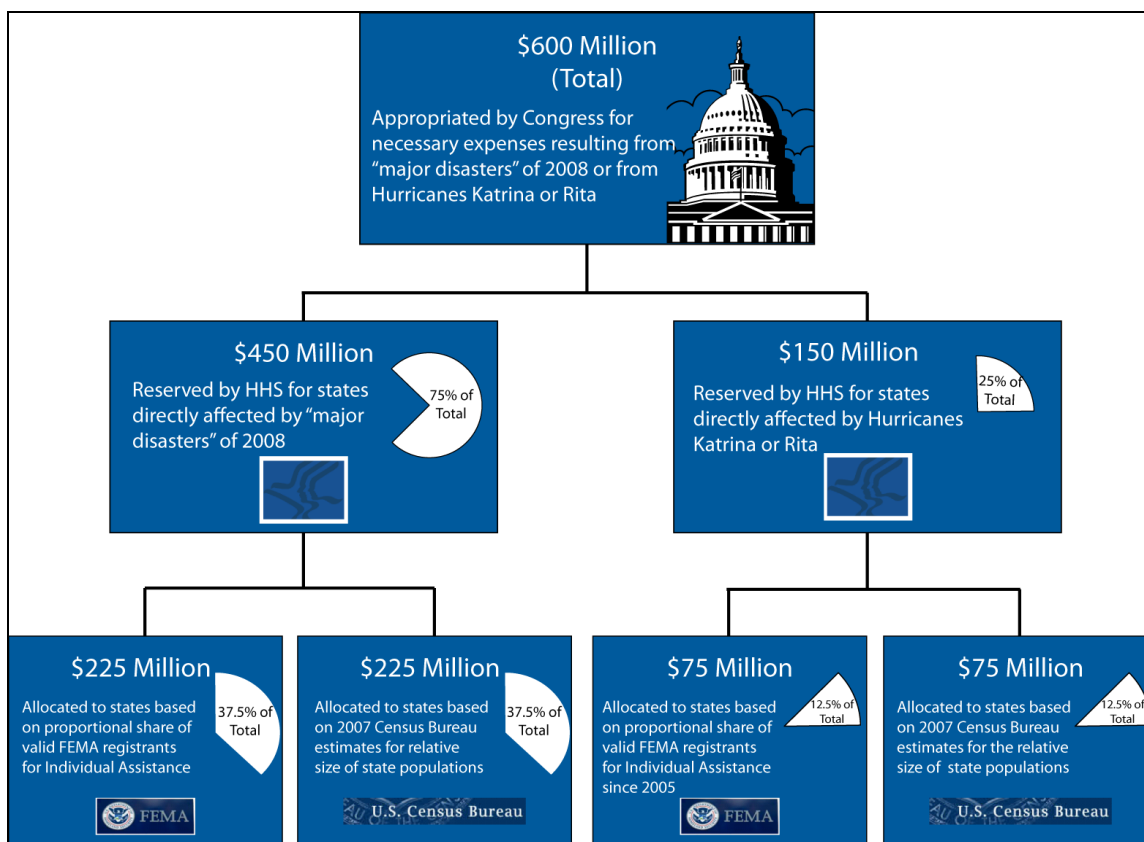 $600 Million
(Total)
Appropriated by Congress for
necessary expenses resulting from
“major disasters” of 2008 or from
Hurricanes Katrina or Rita
$450 Million
Reserved by HHS for states
directly affected by “major
disasters” of 2008
75% of
Total
$150 Million
Reserved by HHS for states
directly affected by Hurricanes
Katrina or Rita
25% of
Total
$225 Million
Allocated to states based
on proportional share of
valid FEMA registrants
for Individual Assistance
37.5% of
Total
FEMA
$225 Million
Allocated to states based
on 2007 Census Bureau
estimates for relative
size of state populations
37.5% of
Total
U.S. Census Bureau
$75 Million
Allocated to states based
on proportional share of
valid FEMA registrants
for Individual Assistance
since 2005
12.5% of
Total
FEMA
$75 Million
Allocated to states based
on 2007 Census Bureau
estimates for the relative
size of state populations
12.5% of
Total
U.S. Census Bureau